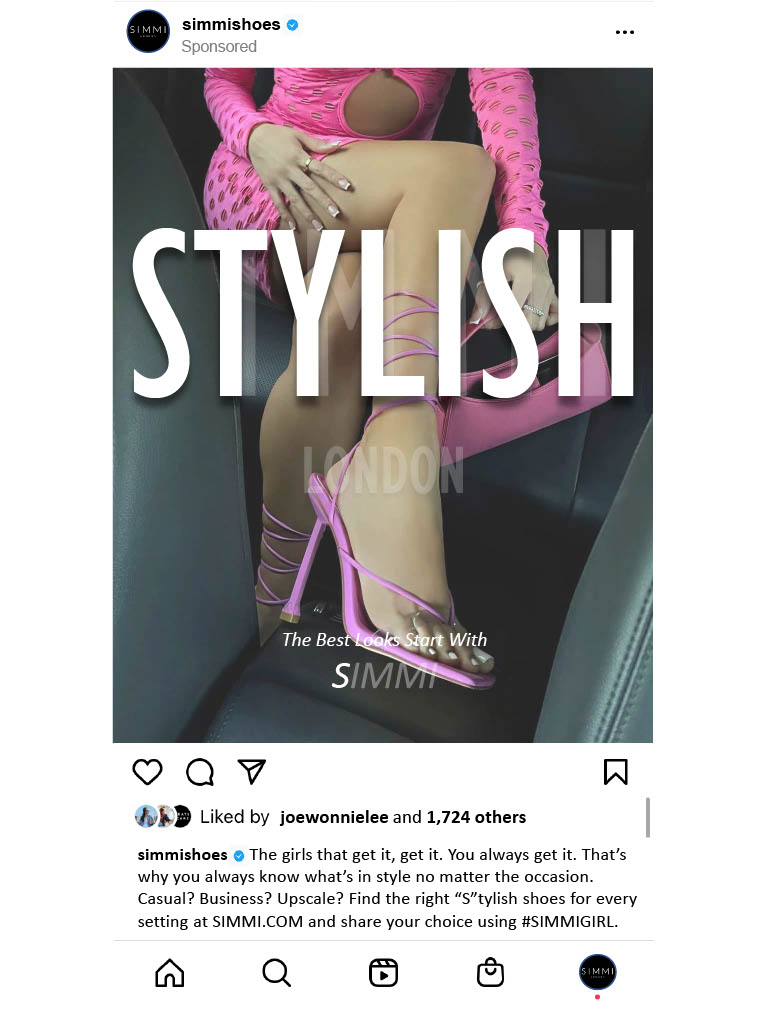 SIMMI
LONDON
simmishoes
Sponsored
STYLISH
IMMI
LONDON
The Best Looks Start With
SIMMI
Liked by joewonnielee and 1,724 others
simmishoes The girls that get it, get it. You always get it. That’s
why you always know what’s in style no matter the occasion.
Casual? Business? Upscale? Find the right “S”tylish shoes for every
setting at SIMMI.COM and share your choice using #SIMMIGIRL.
SIMMI